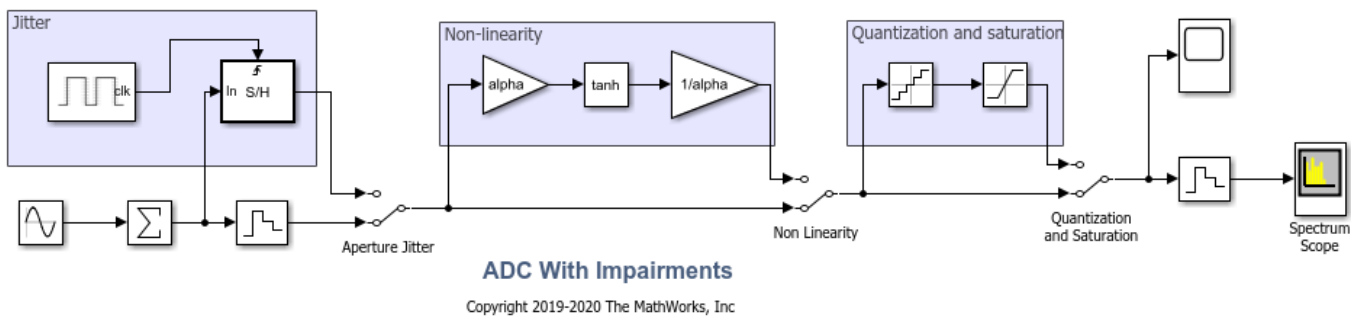 Jitter
clk
In S/H
Non-linearity
alpha
tanh
1/alpha
Quantization and saturation
Aperture Jitter
Non Linearity
Quantization
and Saturation
Spectrum
Scope
ADC With Impairments
Copyright 2019-2020 The MathWorks, Inc